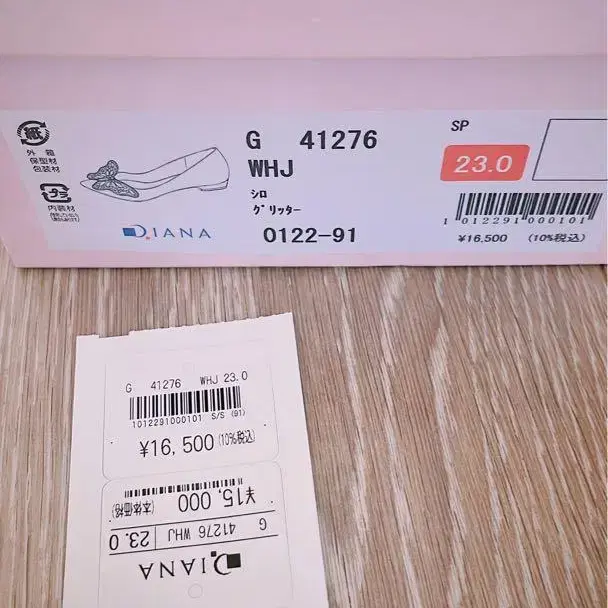 紙
外 箱
保型材
包装材
プラ
内装材
G 41276
WHJ
シロ
グリッター
0122-91
DIANA
SP
23.0
1 012291 000101
¥16,500 (10%税込)
G 41276 WHJ 23.0
1012291000101 S/S (91)
¥16,500(10%税込)
¥15,000 (本体価格)
G 41276 WHJ 23.0
DIANA